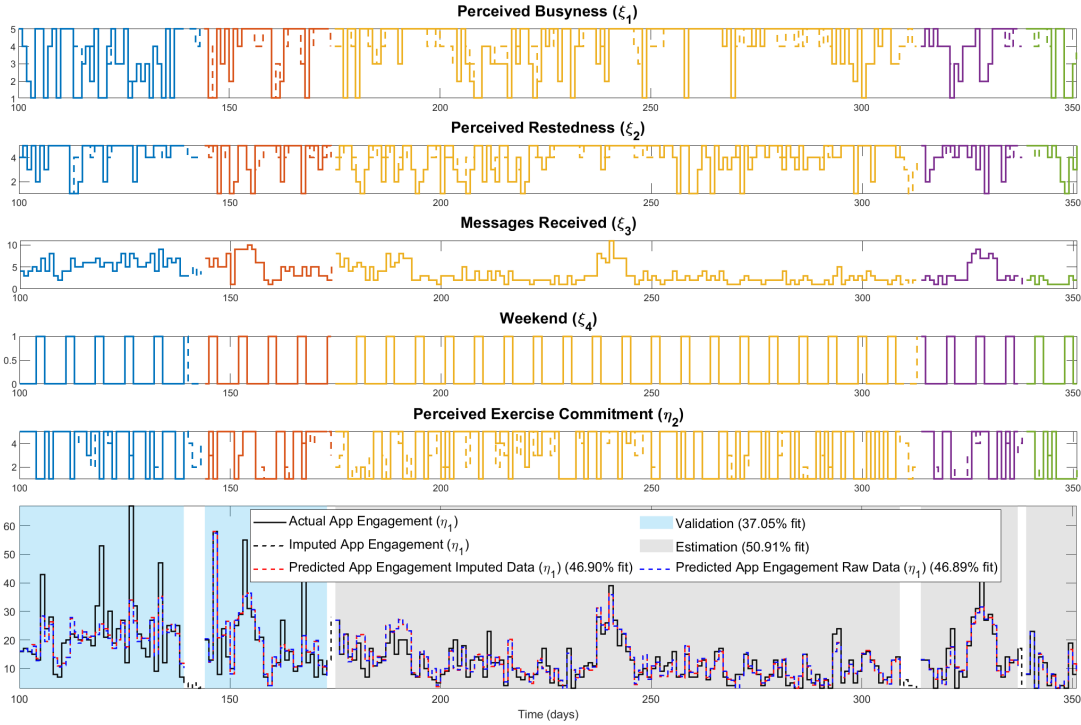 Perceived Busyness (ξ1)
5
4
3
2
1
100 150 200 250 300 350
Perceived Restedness (ξ2)
4
2
100 150 200 250 300 350
Messages Received (ξ3)
10
5
0
100 150 200 250 300 350
Weekend (ξ4)
1
0.5
0
100 150 200 250 300 350
Perceived Exercise Commitment (η2)
4
2
100 150 200 250 300 350
60
50
40
30
20
10
Actual App Engagement (η1)
Imputed App Engagement (η1)
Predicted App Engagement Imputed Data (η1) (46.90% fit)
Validation (37.05% fit)
Estimation (50.91% fit)
Predicted App Engagement Raw Data (η1) (46.89% fit)
100 150 200 250 300 350
Time (days)